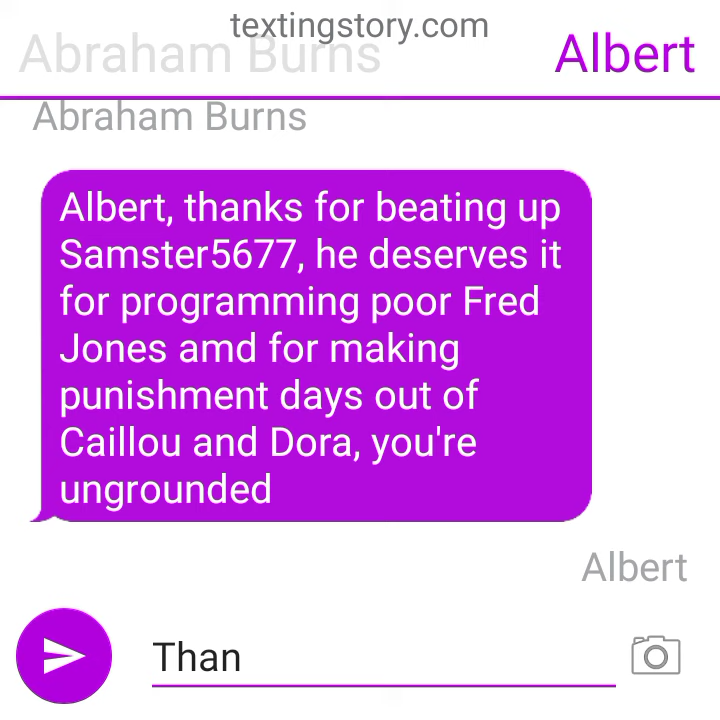 textingstory.com
Abraham Burns
Albert
Abraham Burns
Albert, thanks for beating up
Samster5677, he deserves it
for programming poor Fred
Jones amd for making
punishment days out of
Caillou and Dora, you're
ungrounded
Albert
Than